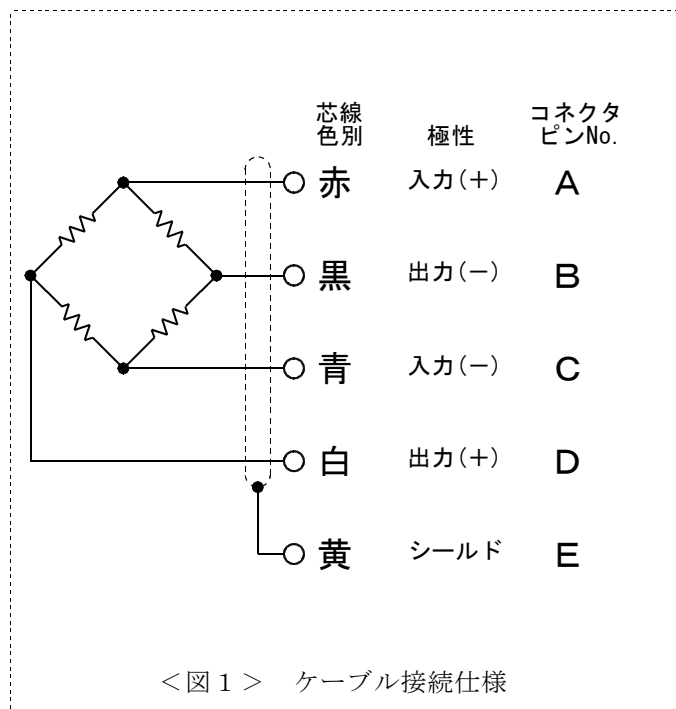 芯線 コネクタ
色別 極性 ピンNo.
赤 入力(+) A
黒 出力(−) B
青 入力(−) C
白 出力(+) D
黄 シールド E
<図1> ケーブル接続仕様